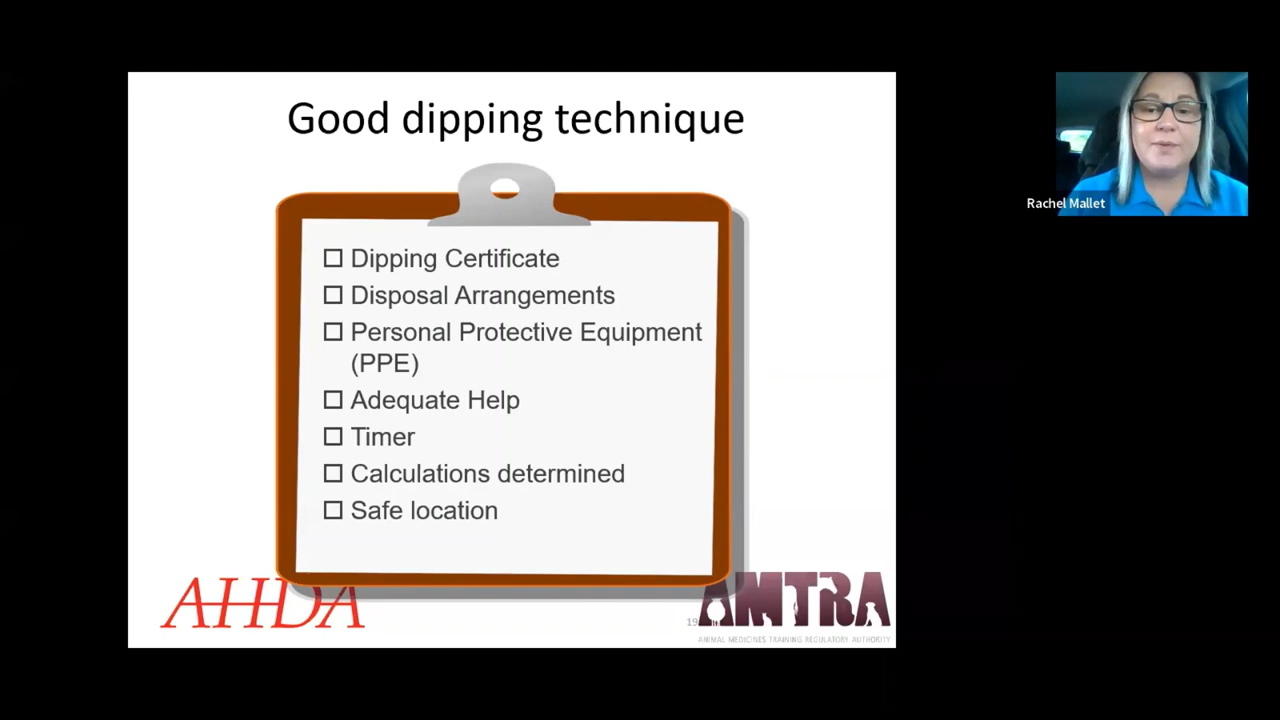 Good dipping technique
Rachel Mallet
Dipping Certificate
Disposal Arrangements
Personal Protective Equipment
(PPE)
Adequate Help
Timer
Calculations determined
Safe location
AHDA
AMTRA
19
ANIMAL MEDICINES TRAINING REGULATORY AUTHORITY